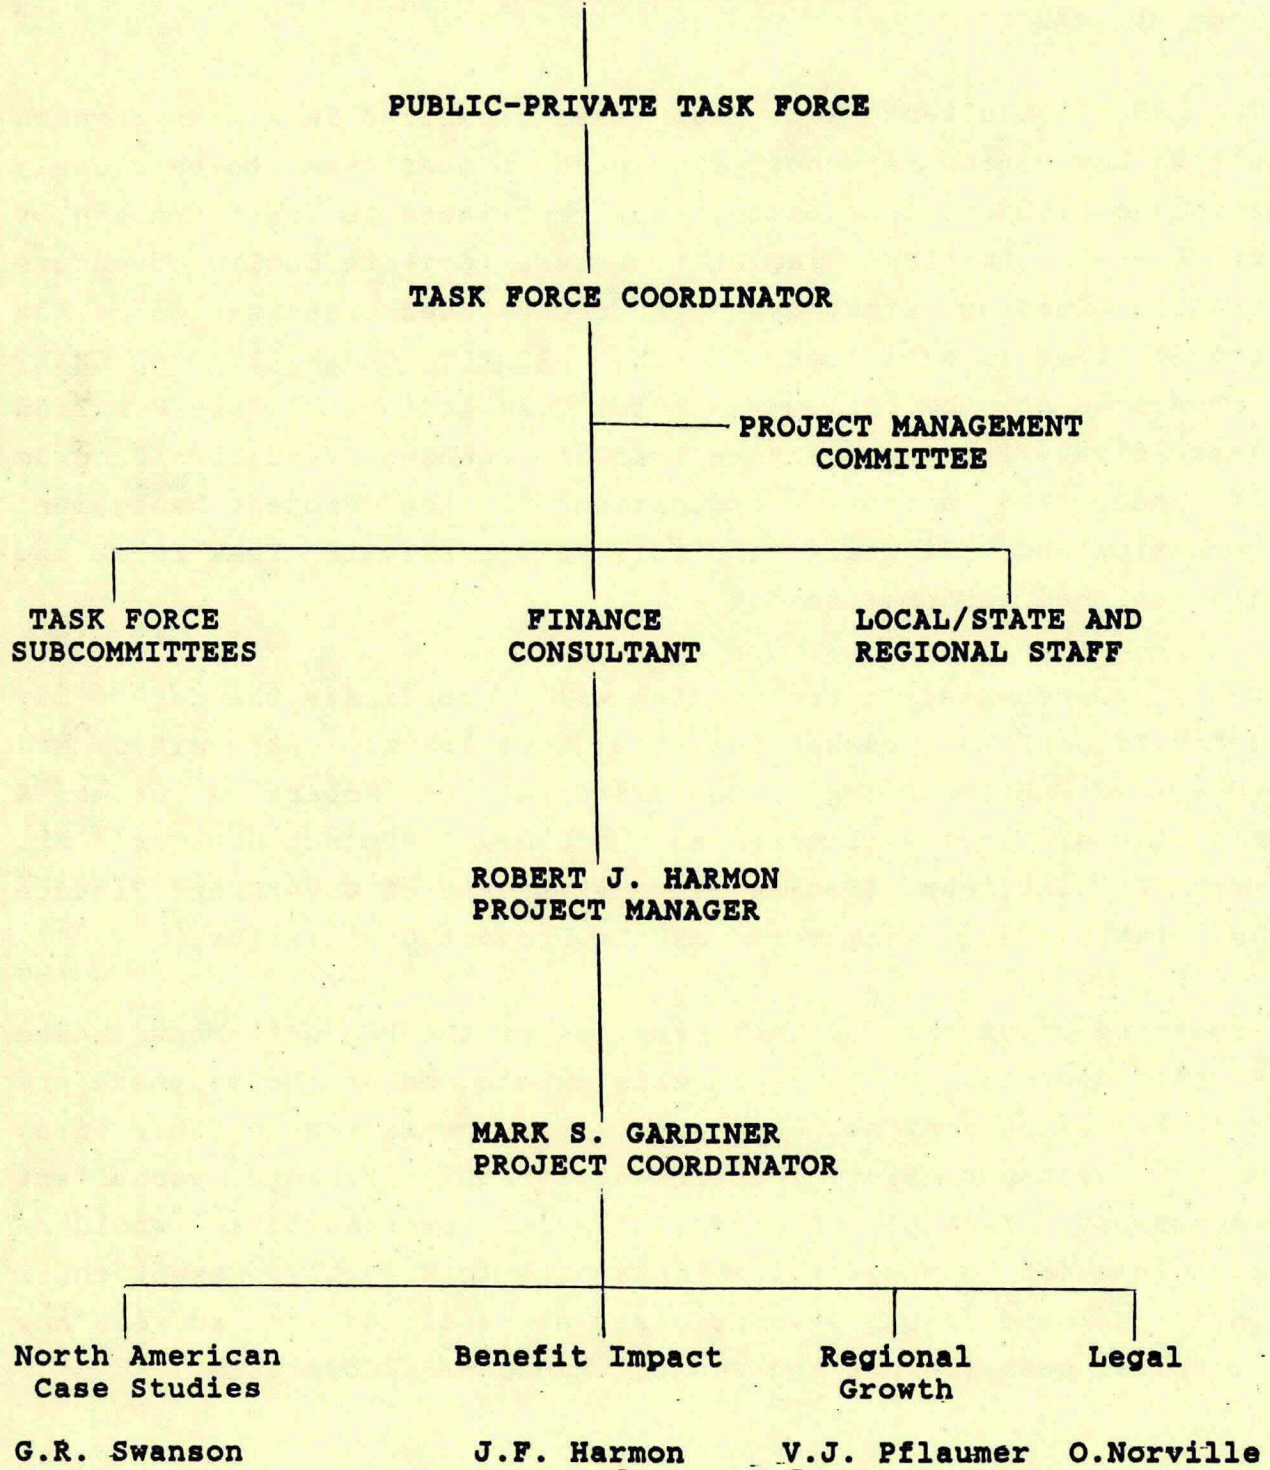 PUBLIC-PRIVATE TASK FORCE
TASK FORCE COORDINATOR
PROJECT MANAGEMENT
COMMITTEE
TASK FORCE
SUBCOMMITTEES
FINANCE
CONSULTANT
LOCAL/STATE AND
REGIONAL STAFF
ROBERT J. HARMON
PROJECT MANAGER
MARK S. GARDINER
PROJECT COORDINATOR
North American
Case Studies
Benefit Impact
Regional
Growth
Legal
G.R. Swanson
J.F. Harmon
V.J. Pflaumer
O.Norville